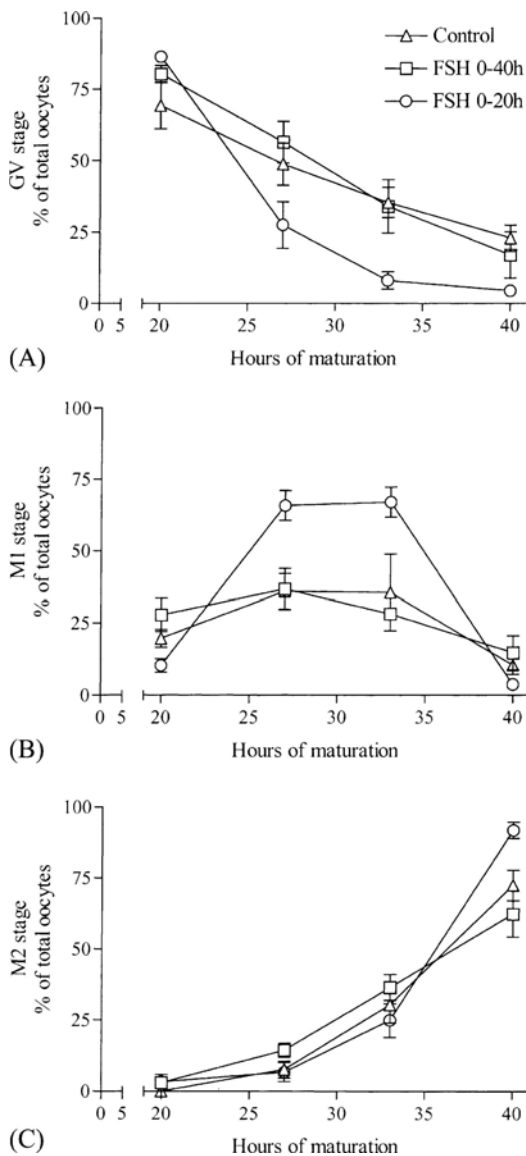 Control
FSH 0-40h
FSH 0-20h
100
75
50
25
0
GV stage
% of total oocytes
0 5 20 25 30 35 40
Hours of maturation
(A)
100
75
50
25
0
M1 stage
% of total oocytes
0 5 20 25 30 35 40
Hours of maturation
(B)
100
75
50
25
0
M2 stage
% of total oocytes
0 5 20 25 30 35 40
Hours of maturation
(C)